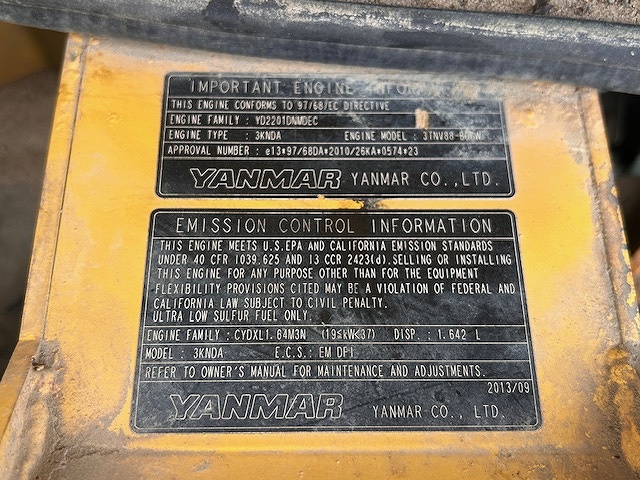 IMPORTANT ENGINE
THIS ENGINE CONFORMS TO 97/68/EC DIRECTIVE
ENGINE FAMILY : YD2201DNMDEC
ENGINE TYPE : 3KNDA ENGINE MODEL :
APPROVAL NUMBER : e13*97/68DA*2010/26KA*0574*23
YANMAR YANMAR CO.,LTD.
EMISSION CONTROL INFORMATION
THIS ENGINE MEETS U.S.EPA AND CALIFORNIA EMISSION STANDARDS
UNDER 40 CFR 1039.625 AND 13 CCR 2423(d).SELLING OR INSTALLING
THIS ENGINE FOR ANY PURPOSE OTHER THAN FOR THE EQUIPMENT
FLEXIBILITY PROVISIONS CITED MAY BE A VIOLATION OF FEDERAL AND
CALIFORNIA LAW SUBJECT TO CIVIL PENALTY.
ULTRA LOW SULFUR FUEL ONLY.
ENGINE FAMILY : CYDXL1.64M3N (19≤kW<37) DISP. : 1.642 L
MODEL : 3KNDA E.C.S. : EM DFI
REFER TO OWNER'S MANUAL FOR MAINTENANCE AND ADJUSTMENTS.
2013/09
YANMAR YANMAR CO., LTD.